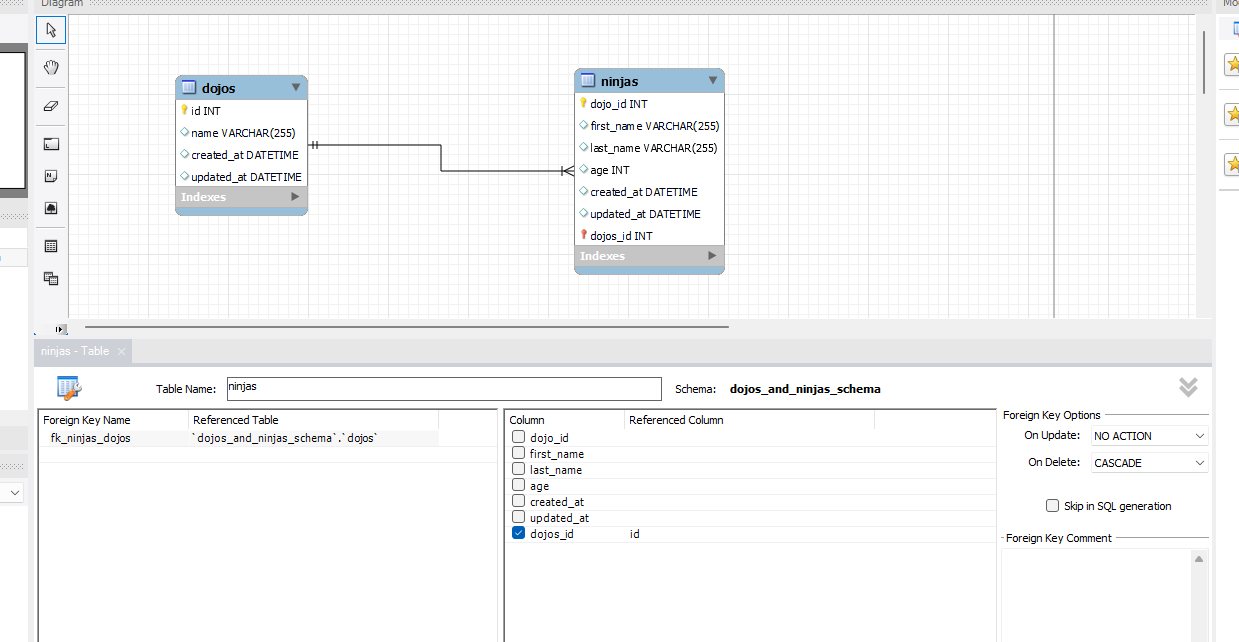 Diagram
dojos
id INT
name VARCHAR(255)
created_at DATETIME
updated_at DATETIME
Indexes
ninjas
dojo_id INT
first_name VARCHAR(255)
last_name VARCHAR(255)
age INT
created_at DATETIME
updated_at DATETIME
dojos_id INT
Indexes
ninjas - Table
Table Name: ninjas Schema: dojos_and_ninjas_schema
Foreign Key Name Referenced Table
fk_ninjas_dojos `dojos_and_ninjas_schema`.`dojos`
Column Referenced Column
dojo_id
first_name
last_name
age
created_at
updated_at
dojos_id id
Foreign Key Options
On Update: NO ACTION
On Delete: CASCADE
Skip in SQL generation
Foreign Key Comment